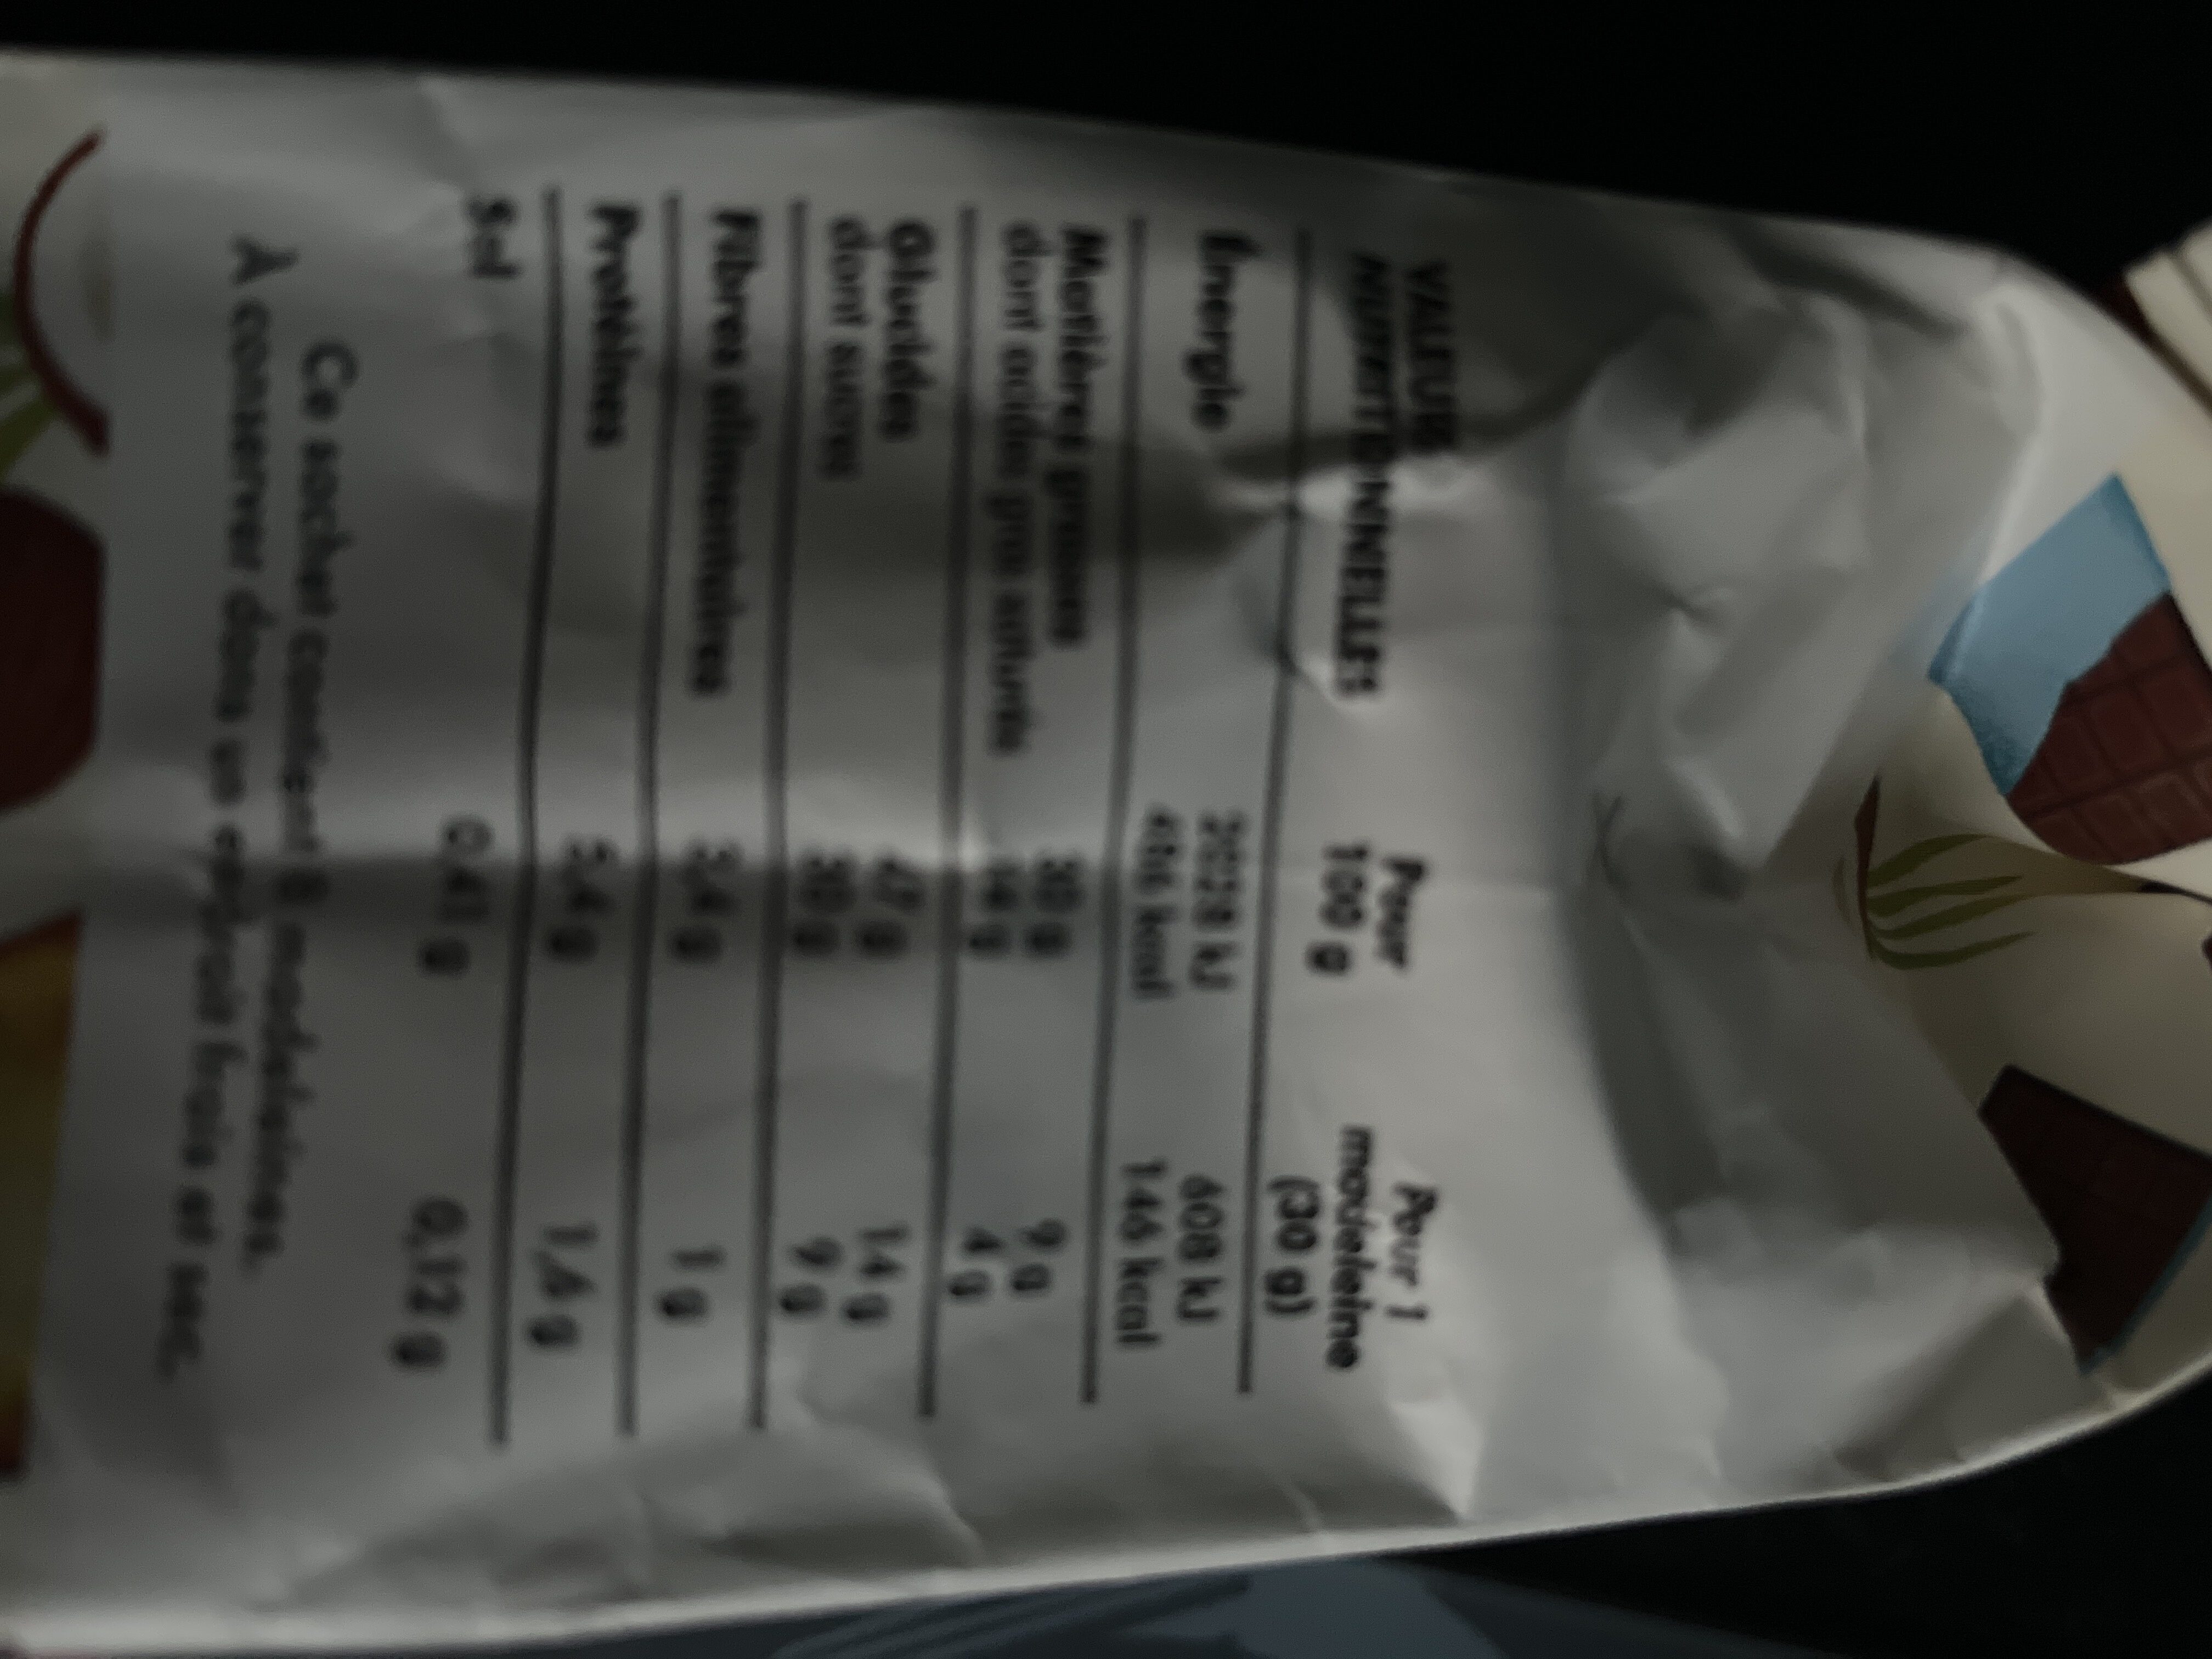 VALEURS
NUTRITIONNELLES
Pour
100 g
Pour 1
madeleine
(30 g)
Énergie 2028 kJ 608 kJ
486 kcal 146 kcal
Matières grasses 30 g 9 g
dont acides gras saturés 14 g 4 g
Glucides 47 g 14 g
dont sucres 30 g 9 g
Fibres alimentaires 3,4 g 1 g
Protéines 5,4 g 1,6 g
Sel 0,41 g 0,12 g
Ce sachet contient 8 madeleines.
À conserver dans un endroit frais et sec.